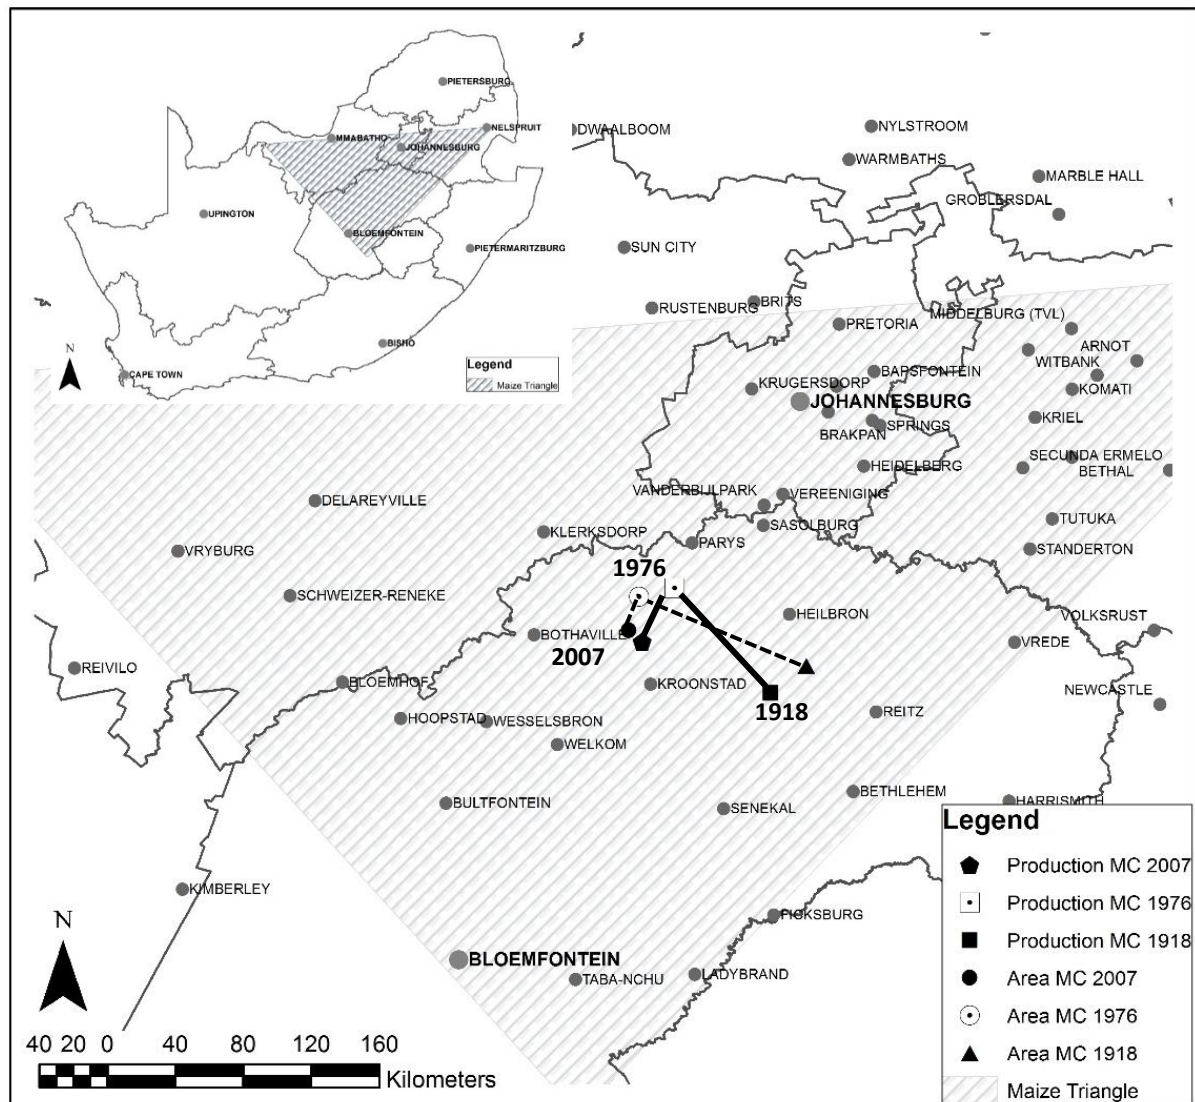 PIETERSBURG
NELSPRUIT
MMABATHO
JOHANNESBURG
UPINGTON
BLOEMFONTEIN
PIETERMARITZBURG
BISHO
CAPE TOWN
N
Legend
Maize Triangle
DWAALBOOM
NYLSTROOM
WARMBATHS
MARBLE HALL
GROBLERSDAL
SUN CITY
RUSTENBURG
BRITS
PRETORIA
MIDDELBURG (TVL)
ARNOT
WITBANK
BAPSFONTEIN
KRUGERSDORP
KOMATI
JOHANNESBURG
KRIEL
BRAKPAN
SPRINGS
HEIDELBERG
SECUNDA ERMELO
BETHAL
VANDERBIJLPARK
VEREENIGING
DELAREYVILLE
TUTUKA
KLERKSDORP
SASOLBURG
PARYS
STANDERTON
VRYBURG
1976
SCHWEIZER-RENEKE
HEILBRON
VOLKSRUST
BOTHAVILLE
VREDE
2007
REIVILO
BLOEMHOF
KROONSTAD
NEWCASTLE
1918
REITZ
HOOPSTAD
WESSELSBRON
WELKOM
BETHLEHEM
BULTFONTEIN
SENEKAL
HARRISMITH
KIMBERLEY
FICKSBURG
BLOEMFONTEIN
TABA-NCHU
LADYBRAND
Legend
Production MC 2007
Production MC 1976
Production MC 1918
Area MC 2007
Area MC 1976
Area MC 1918
Maize Triangle
N
40 20 0 40 80 120 160
Kilometers